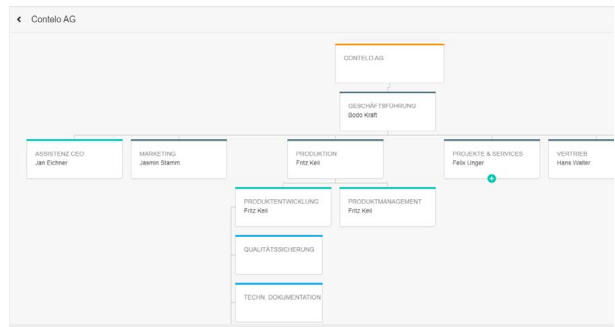 Contelo AG
CONTELO AG
GESCHÄFTSFÜHRUNG
Bodo Kraft
ASSISTENZ CEO
Jan Eichner
MARKETING
Jasmin Stamm
PRODUKTION
Fritz Keil
PROJEKTE & SERVICES
Felix Unger
VERTRIEB
Hans Walter
PRODUKTENTWICKLUNG
Fritz Keil
PRODUKTMANAGEMENT
Fritz Keil
QUALITÄTSSICHERUNG
TECHN. DOKUMENTATION